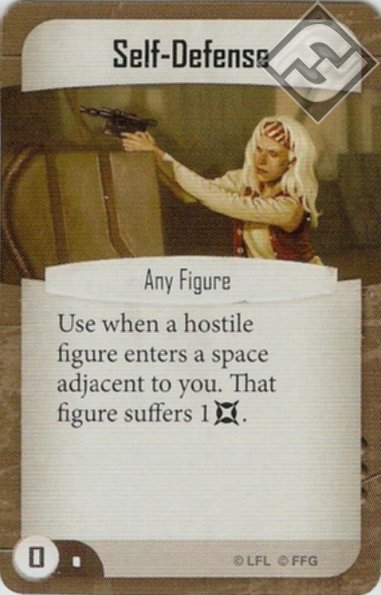 Self-Defense
Any Figure
Use when a hostile
figure enters a space
adjacent to you. That
figure suffers 1.
0
©LFL ©FFG